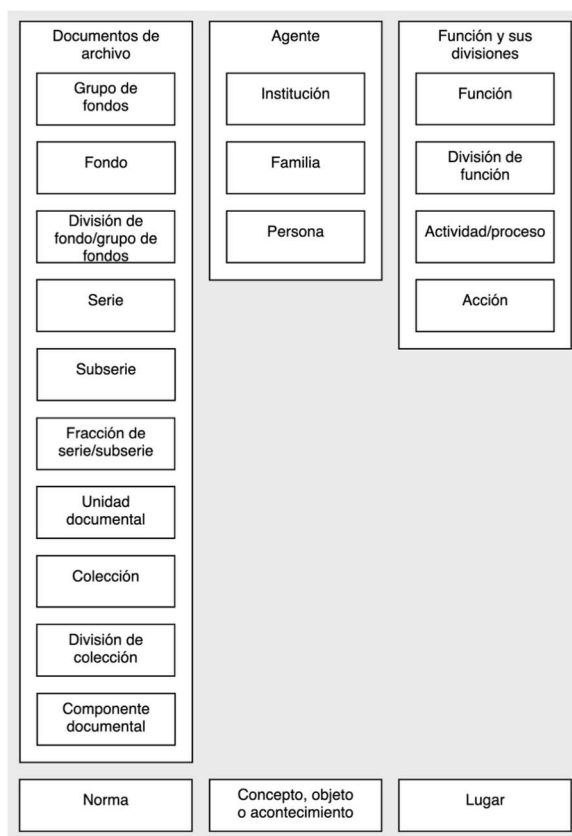 Documentos de
archivo
Grupo de
fondos
Fondo
División de
fondo/grupo de
fondos
Serie
Subserie
Fracción de
serie/subserie
Unidad
documental
Colección
División de
colección
Componente
documental
Agente
Institución
Familia
Persona
Función y sus
divisiones
Función
División de
función
Actividad/proceso
Acción
Norma
Concepto, objeto
o acontecimiento
Lugar